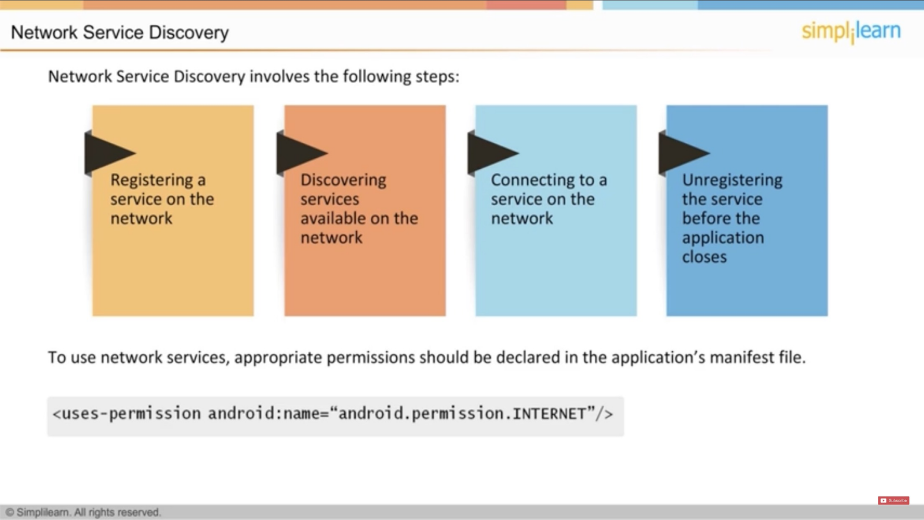 Network Service Discovery
simplilearn
Network Service Discovery involves the following steps:
Registering a
service on the
network
Discovering
services
available on the
network
Connecting to a
service on the
network
Unregistering
the service
before the
application
closes
To use network services, appropriate permissions should be declared in the application’s manifest file.
<uses-permission android:name=“android.permission.INTERNET”/>
© Simplilearn. All rights reserved.